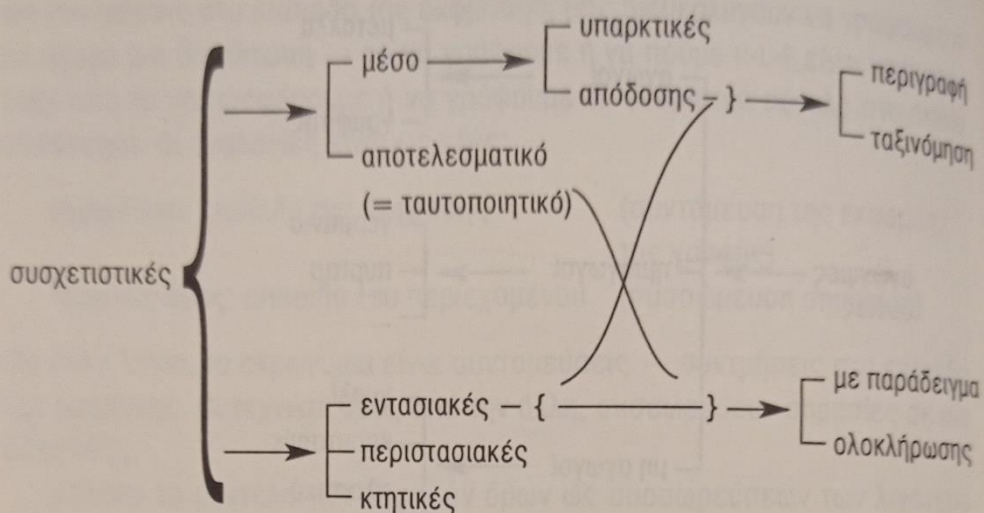 υπαρκτικές
μέσο
απόδοσης - }
περιγραφή
ταξινόμηση
αποτελεσματικό
(= ταυτοποιητικό)
συσχετιστικές
εντασιακές { }
με παράδειγμα
περιστασιακές
ολοκλήρωσης
κτητικές